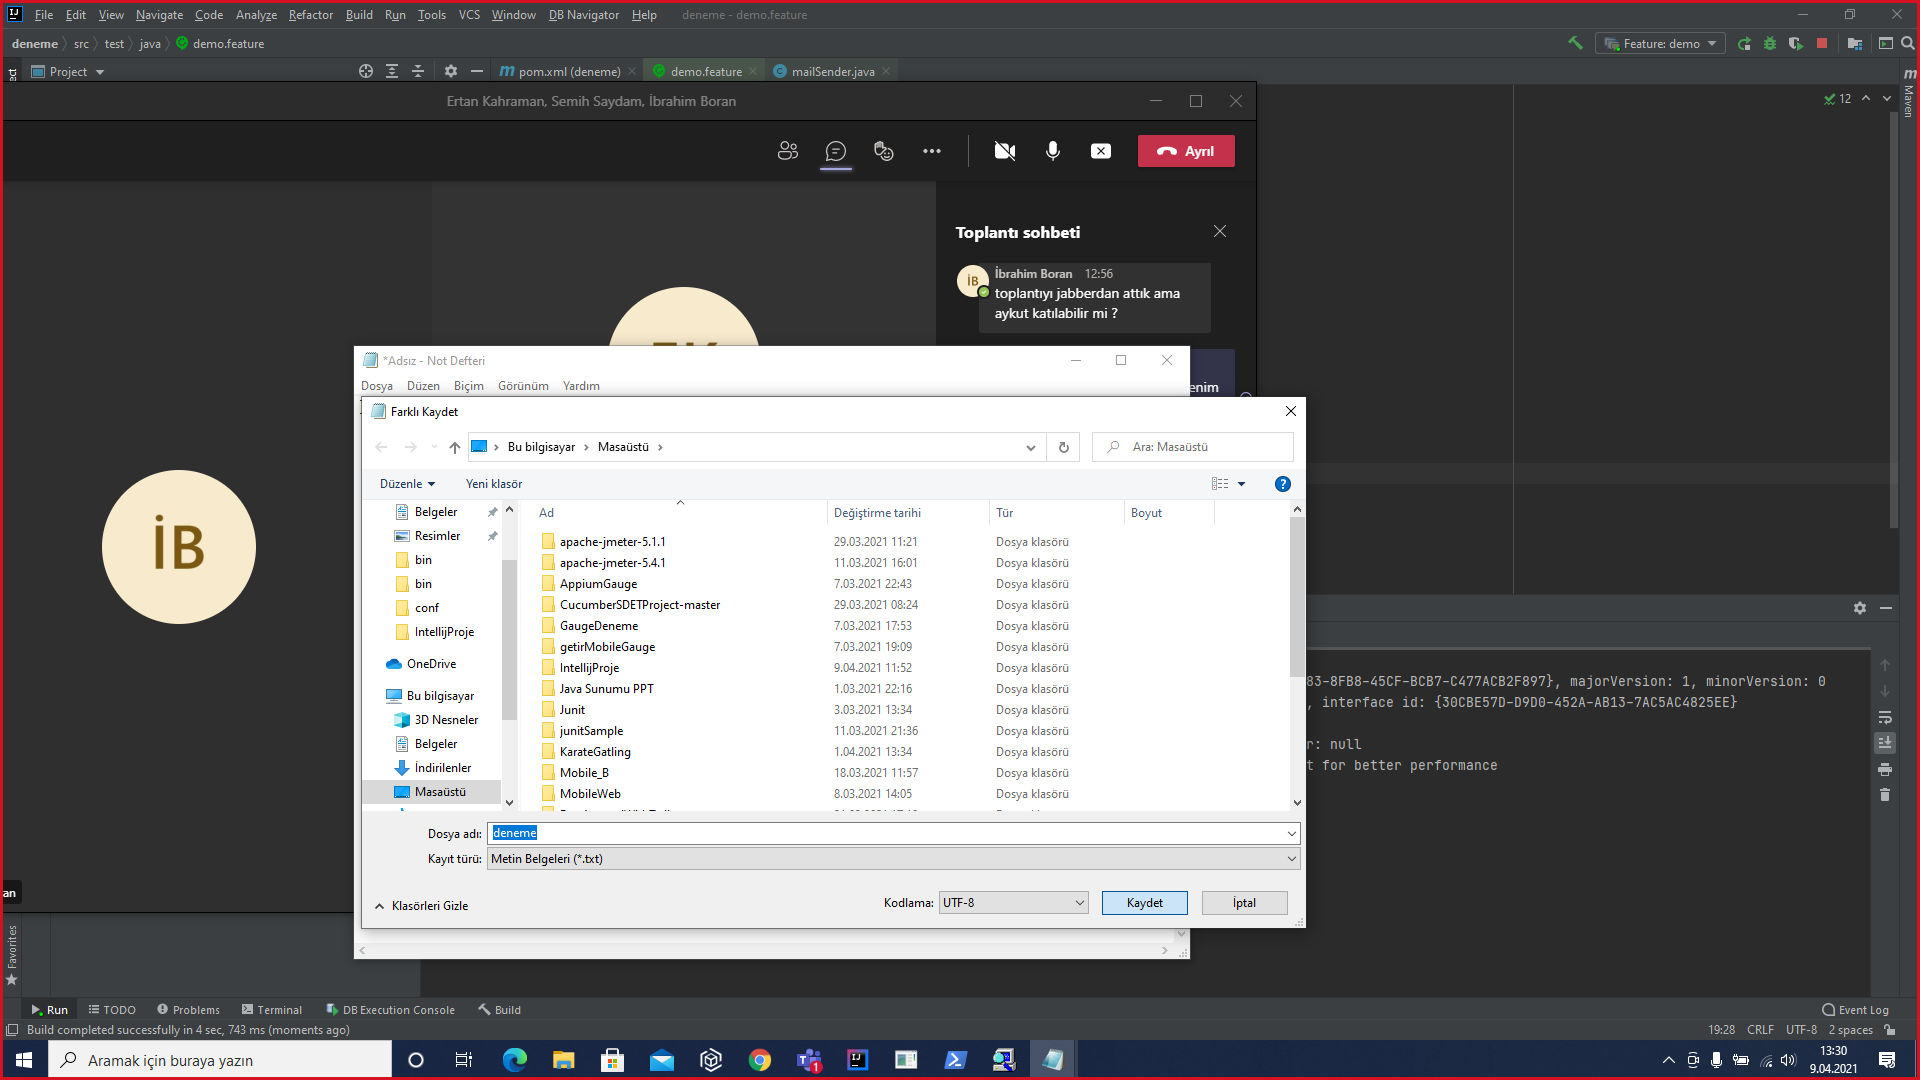 File Edit View Navigate Code Analyze Refactor Build Run Tools VCS Window DB Navigator Help deneme - demo.feature
deneme src test java demo.feature
Feature: demo
Project
pom.xml (deneme) demo.feature mailSender.java
Maven
12
Ertan Kahraman, Semih Saydam, İbrahim Boran
Ayrıl
Toplantı sohbeti
İB
İbrahim Boran 12:56
toplantıyı jabberdan attık ama
aykut katılabilir mi ?
enim
İB
an
*Adsız - Not Defteri
Dosya Düzen Biçim Görünüm Yardım
Farklı Kaydet
Bu bilgisayar Masaüstü
Ara: Masaüstü
Düzenle Yeni klasör
Belgeler
Resimler
bin
bin
conf
IntellijProje
OneDrive
Bu bilgisayar
3D Nesneler
Belgeler
İndirilenler
Masaüstü
Ad Değiştirme tarihi Tür Boyut
apache-jmeter-5.1.1 29.03.2021 11:21 Dosya klasörü
apache-jmeter-5.4.1 11.03.2021 16:01 Dosya klasörü
AppiumGauge 7.03.2021 22:43 Dosya klasörü
CucumberSDETProject-master 29.03.2021 08:24 Dosya klasörü
GaugeDeneme 7.03.2021 17:53 Dosya klasörü
getirMobileGauge 7.03.2021 19:09 Dosya klasörü
IntellijProje 9.04.2021 11:52 Dosya klasörü
Java Sunumu PPT 1.03.2021 22:16 Dosya klasörü
Junit 3.03.2021 13:34 Dosya klasörü
junitSample 11.03.2021 21:36 Dosya klasörü
KarateGatling 1.04.2021 13:34 Dosya klasörü
Mobile_B 18.03.2021 11:57 Dosya klasörü
MobileWeb 8.03.2021 14:05 Dosya klasörü
Dosya adı: deneme
Kayıt türü: Metin Belgeleri (*.txt)
Klasörleri Gizle
Kodlama: UTF-8 Kaydet İptal
83-8FB8-45CF-BCB7-C477ACB2F897}, majorVersion: 1, minorVersion: 0
, interface id: {30CBE57D-D9D0-452A-AB13-7AC5AC4825EE}
r: null
t for better performance
Favorites
Run TODO Problems Terminal DB Execution Console Build
Event Log
Build completed successfully in 4 sec, 743 ms (moments ago)
19:28 CRLF UTF-8 2 spaces
Aramak için buraya yazın
1
13:30
9.04.2021